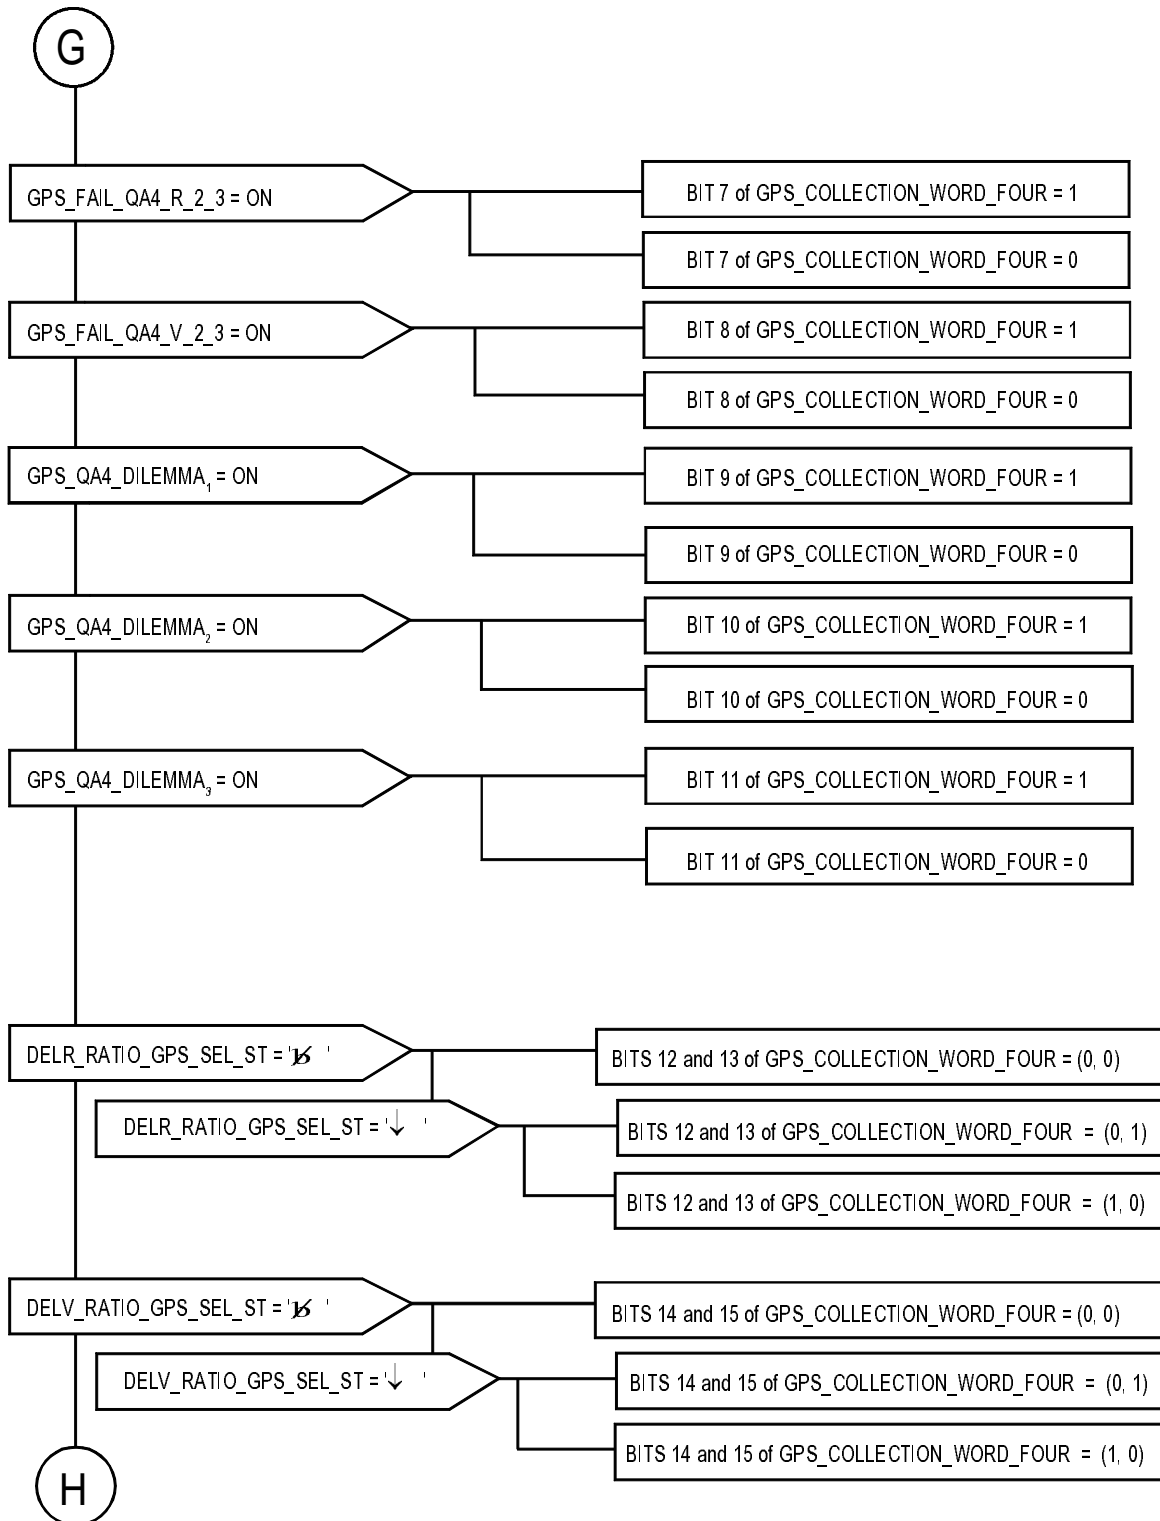 G
GPS_FAIL_QA4_R_2_3 = ON
BIT 7 of GPS_COLLECTION_WORD_FOUR = 1
BIT 7 of GPS_COLLECTION_WORD_FOUR = 0
GPS_FAIL_QA4_V_2_3 = ON
BIT 8 of GPS_COLLECTION_WORD_FOUR = 1
BIT 8 of GPS_COLLECTION_WORD_FOUR = 0
GPS_QA4_DILEMMA₁ = ON
BIT 9 of GPS_COLLECTION_WORD_FOUR = 1
BIT 9 of GPS_COLLECTION_WORD_FOUR = 0
GPS_QA4_DILEMMA₂ = ON
BIT 10 of GPS_COLLECTION_WORD_FOUR = 1
BIT 10 of GPS_COLLECTION_WORD_FOUR = 0
GPS_QA4_DILEMMA₃ = ON
BIT 11 of GPS_COLLECTION_WORD_FOUR = 1
BIT 11 of GPS_COLLECTION_WORD_FOUR = 0
DELR_RATIO_GPS_SEL_ST = ' '
BITS 12 and 13 of GPS_COLLECTION_WORD_FOUR = (0, 0)
DELR_RATIO_GPS_SEL_ST = '↓ '
BITS 12 and 13 of GPS_COLLECTION_WORD_FOUR = (0, 1)
BITS 12 and 13 of GPS_COLLECTION_WORD_FOUR = (1, 0)
DELV_RATIO_GPS_SEL_ST = ' '
BITS 14 and 15 of GPS_COLLECTION_WORD_FOUR = (0, 0)
DELV_RATIO_GPS_SEL_ST = '↓ '
BITS 14 and 15 of GPS_COLLECTION_WORD_FOUR = (0, 1)
BITS 14 and 15 of GPS_COLLECTION_WORD_FOUR = (1, 0)
H